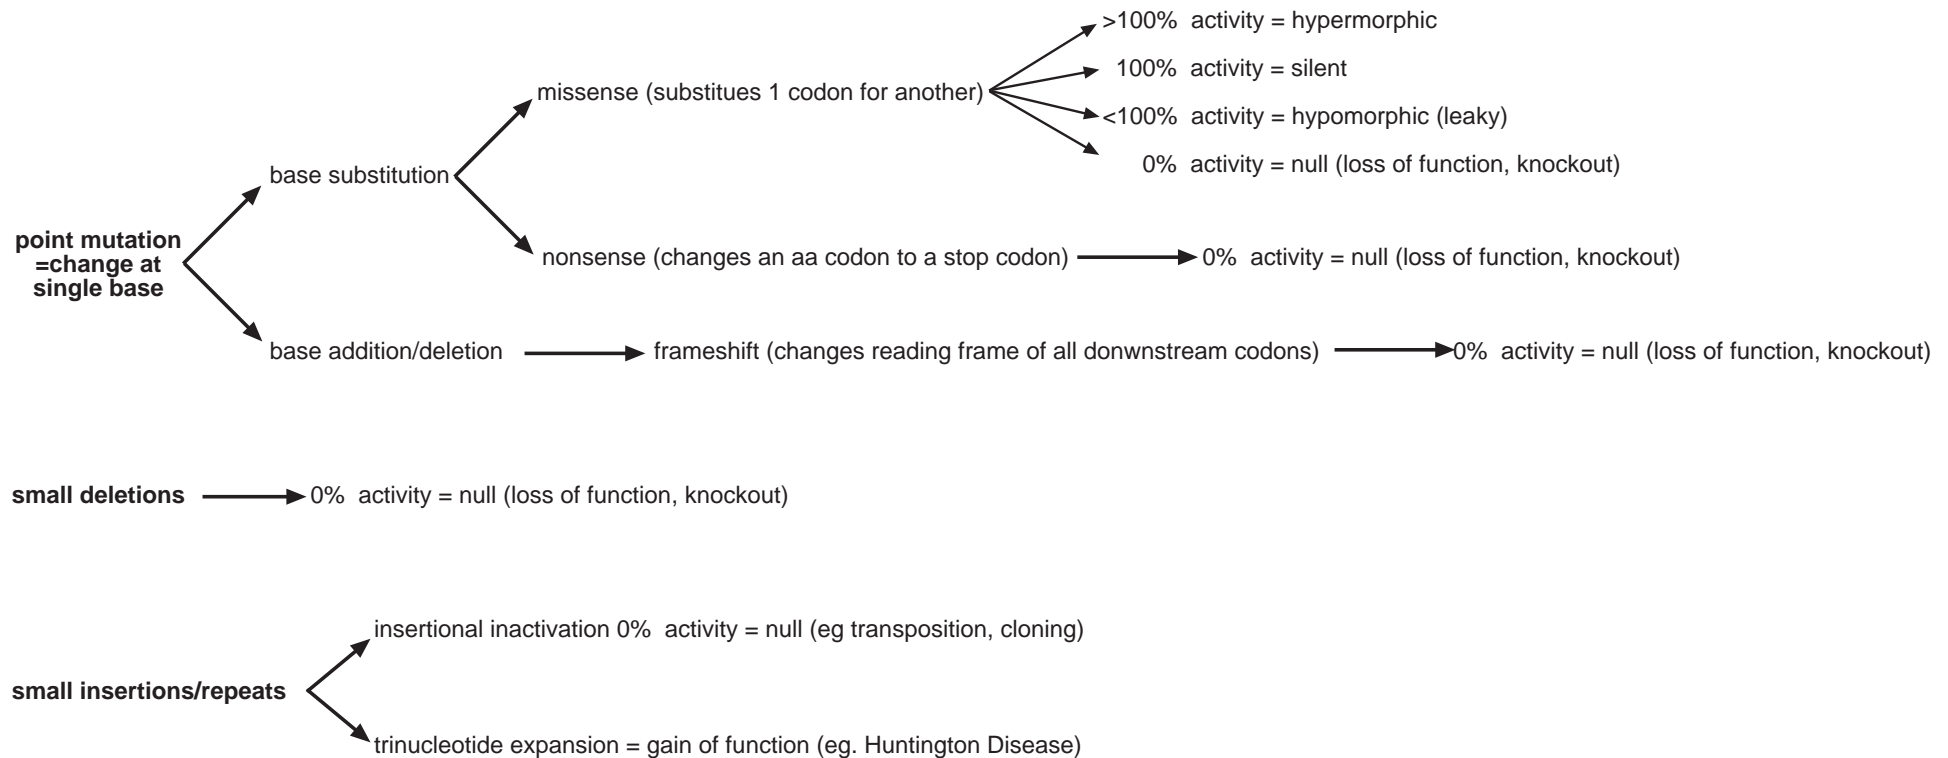 >100% activity = hypermorphic
100% activity = silent
missense (substitues 1 codon for another)
<100% activity = hypomorphic (leaky)
0% activity = null (loss of function, knockout)
base substitution
point mutation
=change at
single base
nonsense (changes an aa codon to a stop codon)
0% activity = null (loss of function, knockout)
base addition/deletion
frameshift (changes reading frame of all donwnstream codons)
0% activity = null (loss of function, knockout)
small deletions
0% activity = null (loss of function, knockout)
insertional inactivation 0% activity = null (eg transposition, cloning)
small insertions/repeats
trinucleotide expansion = gain of function (eg. Huntington Disease)